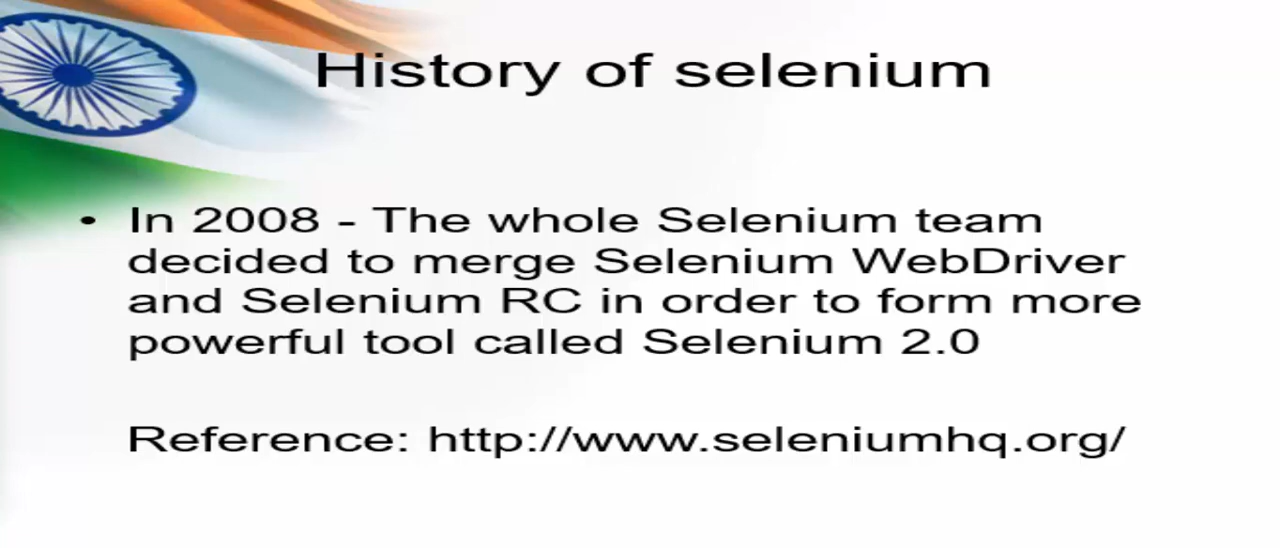 History of selenium
• In 2008 - The whole Selenium team
decided to merge Selenium WebDriver
and Selenium RC in order to form more
powerful tool called Selenium 2.0
Reference: http://www.seleniumhq.org/